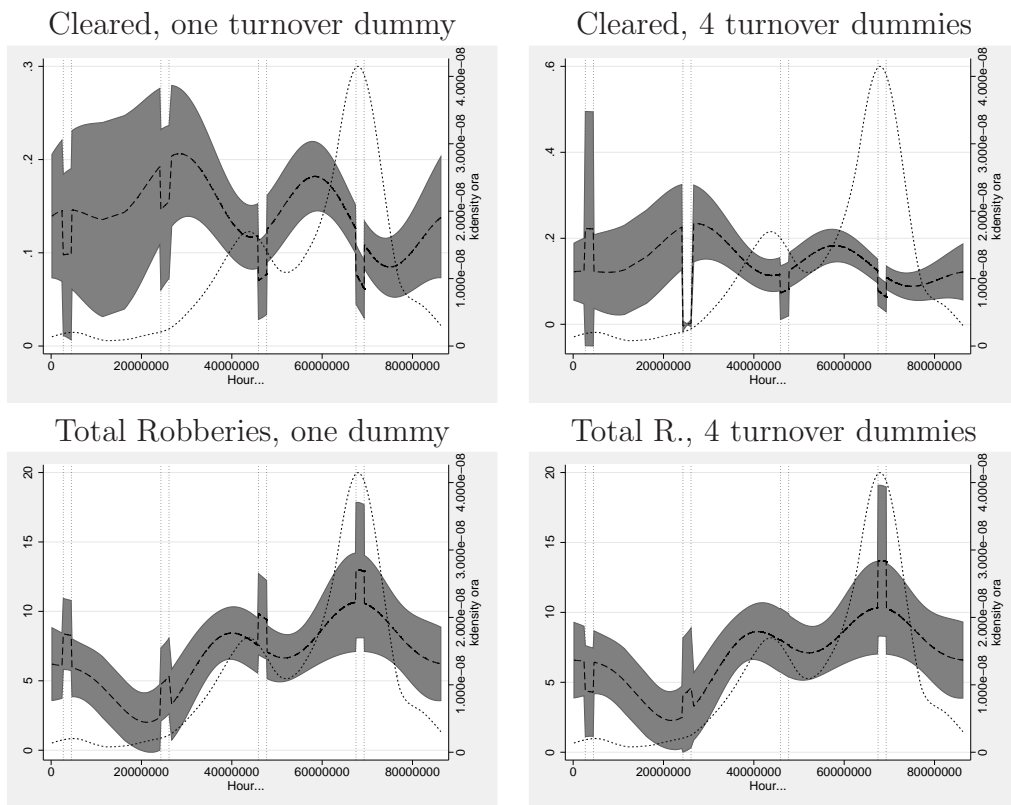 Cleared, one turnover dummy
Cleared, 4 turnover dummies
.3
.2
.1
0
4.000e−08
3.000e−08
2.000e−08
1.000e−08
0
kdensity ora
0 20000000 40000000 60000000 80000000
Hour...
.6
.4
.2
0
4.000e−08
3.000e−08
2.000e−08
1.000e−08
0
kdensity ora
0 20000000 40000000 60000000 80000000
Hour...
Total Robberies, one dummy
Total R., 4 turnover dummies
20
15
10
5
0
4.000e−08
3.000e−08
2.000e−08
1.000e−08
0
kdensity ora
0 20000000 40000000 60000000 80000000
Hour...
20
15
10
5
0
4.000e−08
3.000e−08
2.000e−08
1.000e−08
0
kdensity ora
0 20000000 40000000 60000000 80000000
Hour...